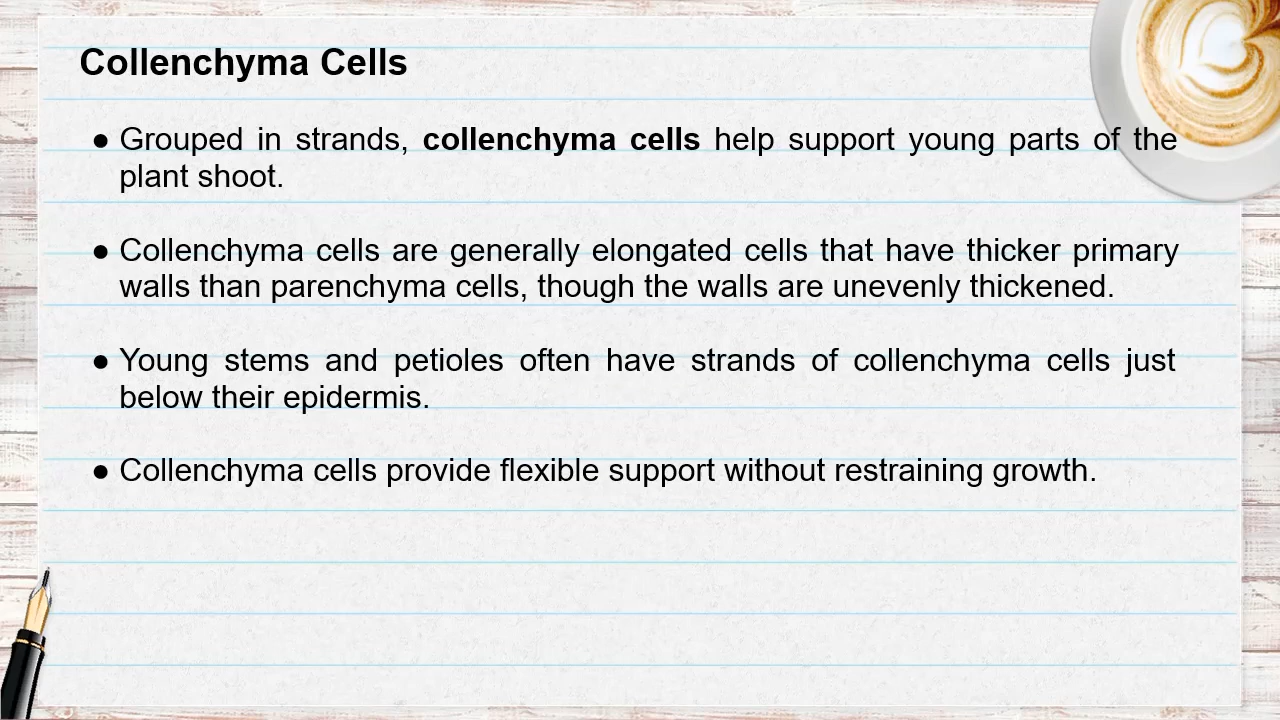 Collenchyma Cells
● Grouped in strands, collenchyma cells help support young parts of the
plant shoot.
● Collenchyma cells are generally elongated cells that have thicker primary
walls than parenchyma cells, though the walls are unevenly thickened.
● Young stems and petioles often have strands of collenchyma cells just
below their epidermis.
● Collenchyma cells provide flexible support without restraining growth.